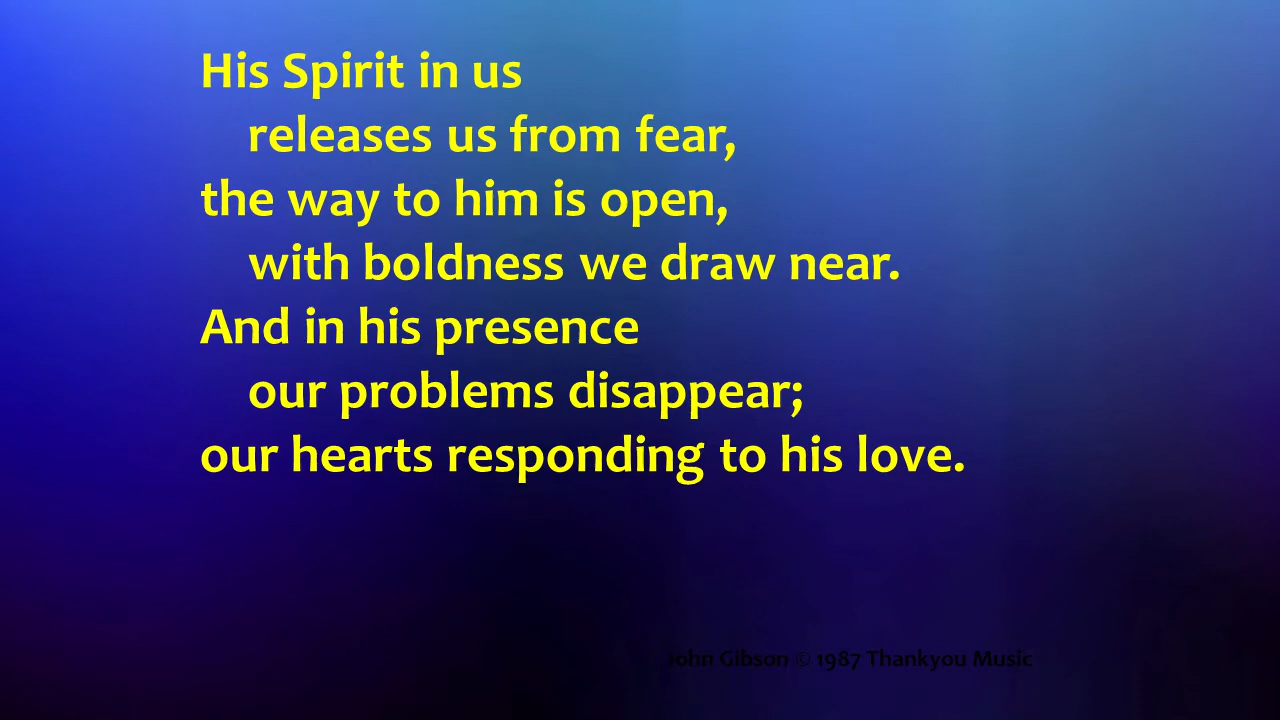 His Spirit in us
releases us from fear,
the way to him is open,
with boldness we draw near.
And in his presence
our problems disappear;
our hearts responding to his love.
John Gibson © 1987 Thankyou Music